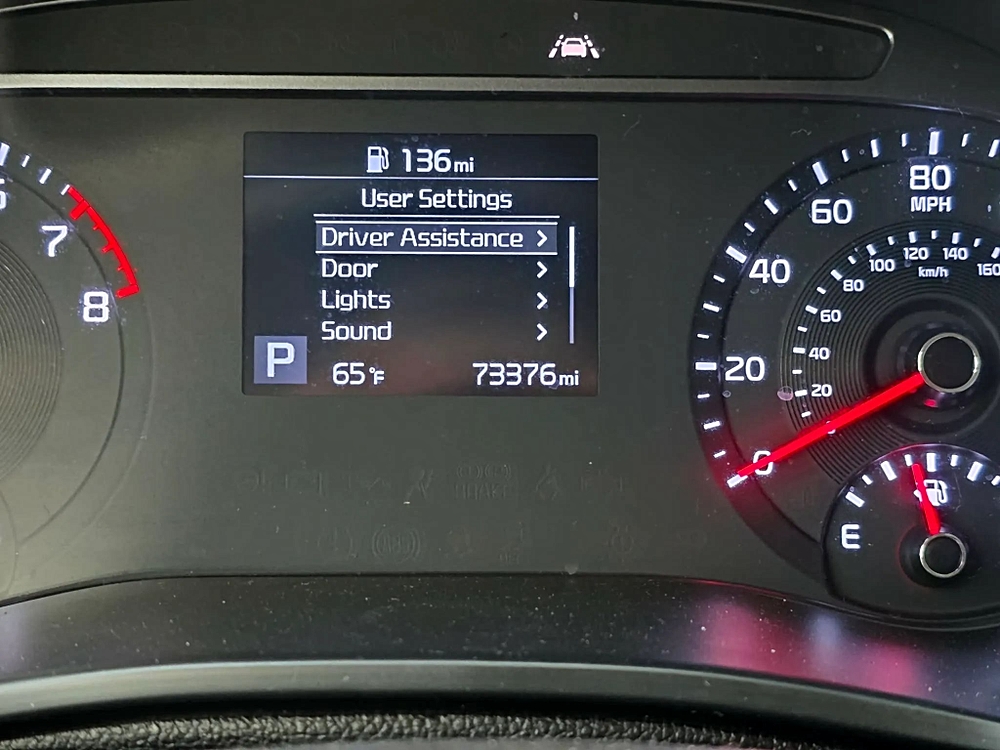 136mi
User Settings
Driver Assistance >
Door >
Lights >
Sound >
P
65°F
73376mi
7
8
0
20
40
60
80
MPH
20
40
60
80
100
120
140
160
km/h
E